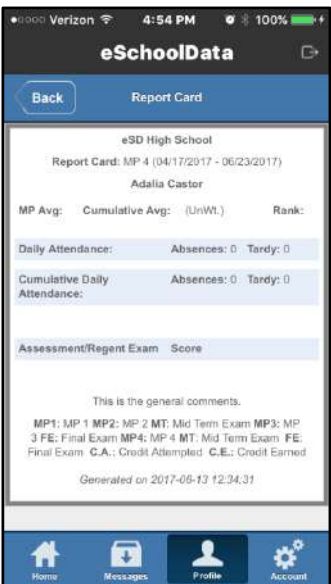 ●○○○○ Verizon 4:54 PM 100%
eSchoolData
Back Report Card
eSD High School
Report Card: MP 4 (04/17/2017 - 06/23/2017)
Adalia Castor
MP Avg: Cumulative Avg: (UnWt.) Rank:
Daily Attendance: Absences: 0 Tardy: 0
Cumulative Daily Absences: 0 Tardy: 0
Attendance:
Assessment/Regent Exam Score
This is the general comments.
MP1: MP 1 MP2: MP 2 MT: Mid Term Exam MP3: MP
3 FE: Final Exam MP4: MP 4 MT: Mid Term Exam FE:
Final Exam C.A.: Credit Attempted C.E.: Credit Earned
Generated on 2017-06-13 12:34:31
Home Messages Profile Account